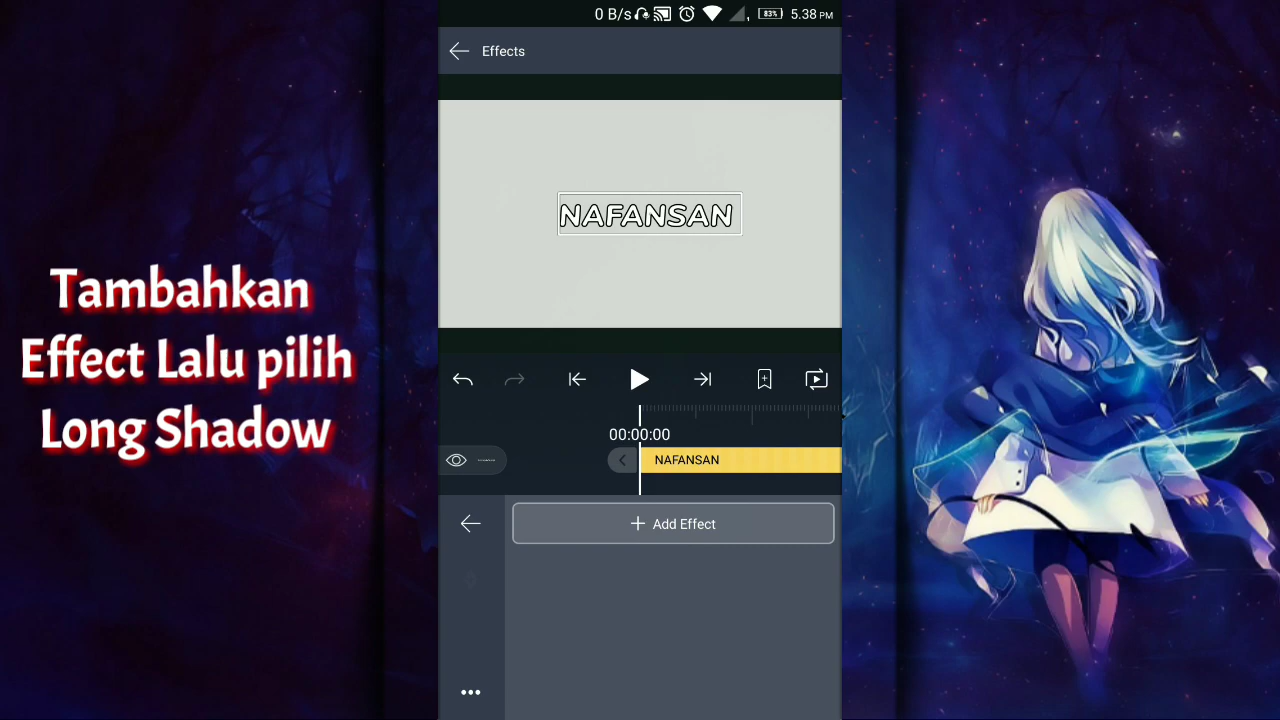 Tambahkan
Effect Lalu pilih
Long Shadow
0 B/s 83% 5.38 PM
Effects
NAFANSAN
00:00:00
NAFANSAN
Add Effect